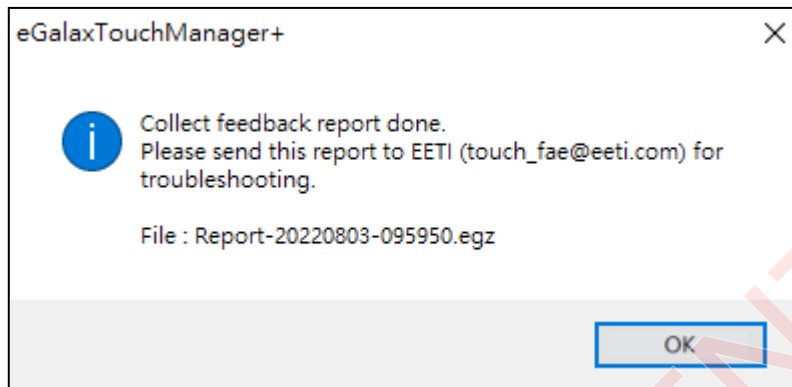 eGalaxTouchManager+
Collect feedback report done.
Please send this report to EETI (touch_fae@eeti.com) for
troubleshooting.
File : Report-20220803-095950.egz
OK